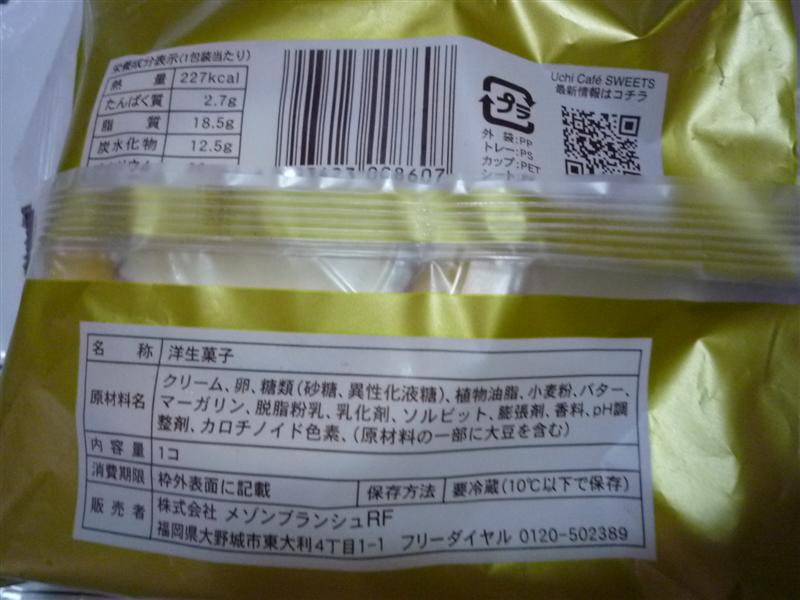 栄養成分表示(1包装当たり)
熱 量 227kcal
たんぱく質 2.7g
脂 質 18.5g
炭水化物 12.5g
プラ
外 袋:PP
トレー:PS
カップ:PET
シート:
Uchi Café SWEETS
最新情報はコチラ
名 称 洋生菓子
原材料名 クリーム、卵、糖類(砂糖、異性化液糖)、植物油脂、小麦粉、バター、
マーガリン、脱脂粉乳、乳化剤、ソルビット、膨張剤、香料、pH調
整剤、カロチノイド色素、(原材料の一部に大豆を含む)
内容量 1コ
消費期限 枠外表面に記載 保存方法 要冷蔵(10℃以下で保存)
販売者 株式会社 メゾンブランシュRF
福岡県大野城市東大利4丁目1-1 フリーダイヤル 0120-502389